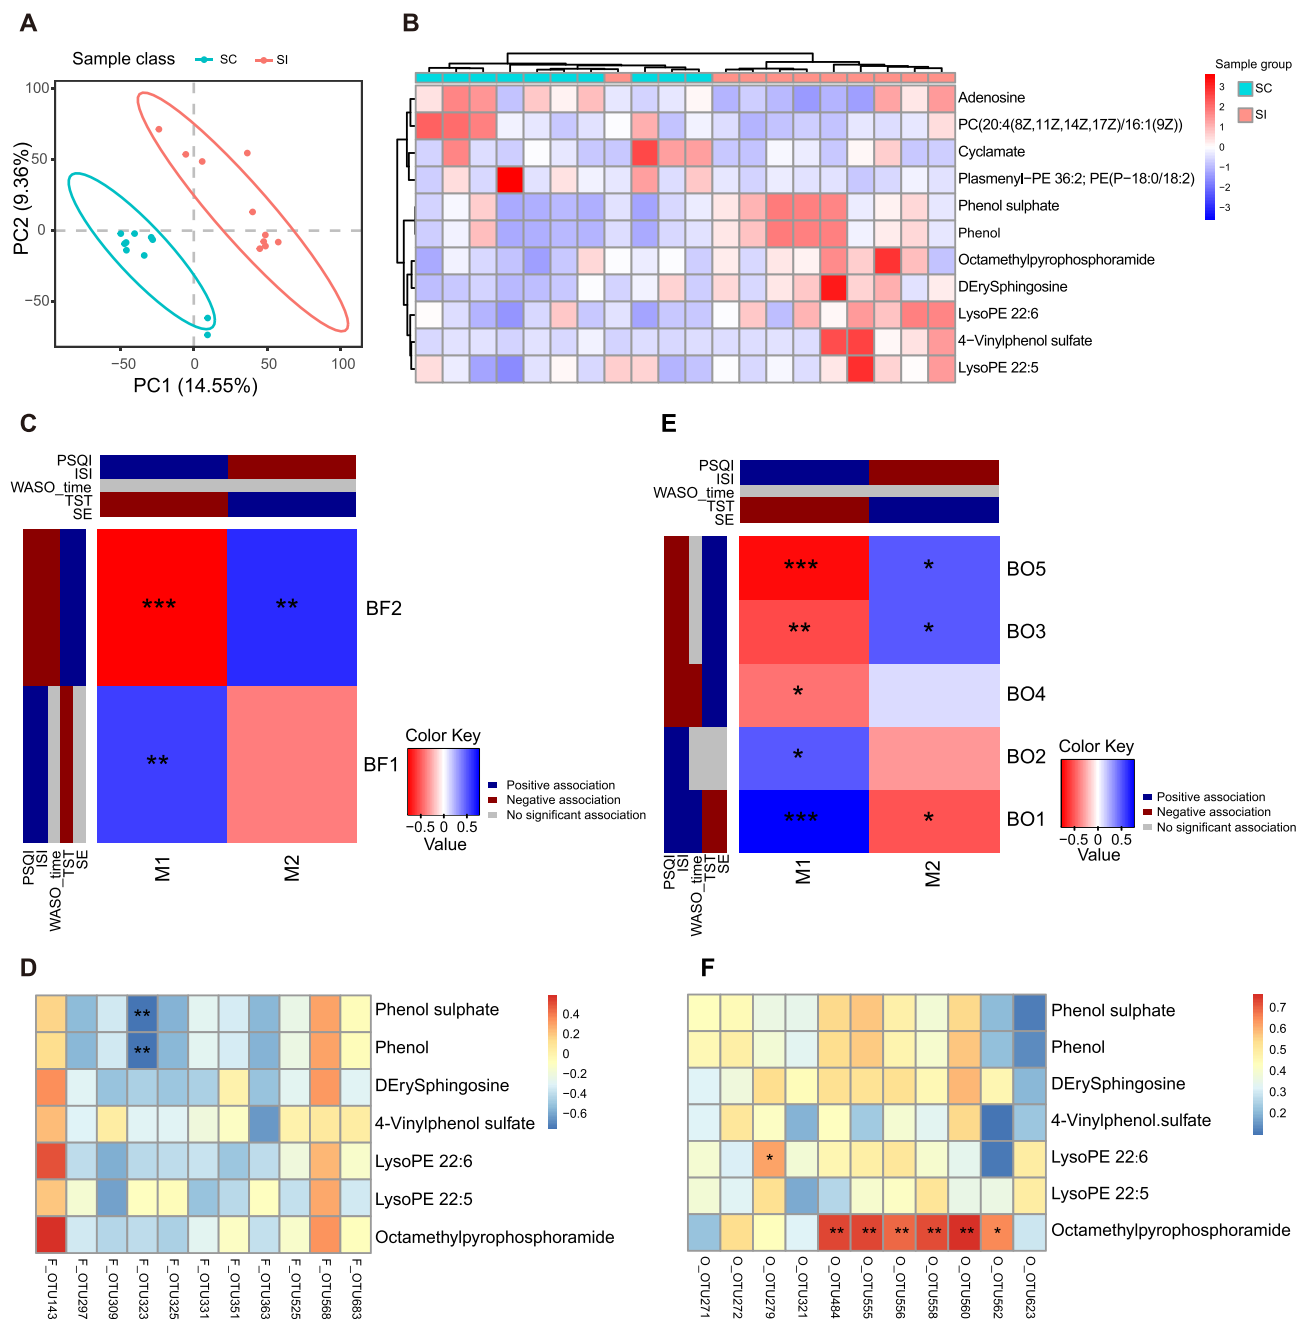 A
Sample class SC SI
100
50
0
−50
−50 0 50 100
PC2 (9.36%)
PC1 (14.55%)
B
Adenosine
PC(20:4(8Z,11Z,14Z,17Z)/16:1(9Z))
Cyclamate
Plasmenyl−PE 36:2; PE(P−18:0/18:2)
Phenol sulphate
Phenol
Octamethylpyrophosphoramide
DErySphingosine
LysoPE 22:6
4−Vinylphenol sulfate
LysoPE 22:5
3
2
1
0
−1
−2
−3
Sample group
SC
SI
C
PSQI
ISI
WASO_time
TST
SE
*** **
BF2
**
BF1
PSQI
ISI
WASO_time
TST
SE
M1
M2
Color Key
−0.5 0 0.5
Value
Positive association
Negative association
No significant association
E
PSQI
ISI
WASO_time
TST
SE
*** * BO5
** * BO3
* BO4
* BO2
*** * BO1
PSQI
ISI
WASO_time
TST
SE
M1
M2
Color Key
−0.5 0 0.5
Value
Positive association
Negative association
No significant association
D
** Phenol sulphate
** Phenol
DErySphingosine
4-Vinylphenol sulfate
LysoPE 22:6
LysoPE 22:5
Octamethylpyrophosphoramide
0.4
0.2
0
−0.2
−0.4
−0.6
F_OTU143
F_OTU297
F_OTU309
F_OTU323
F_OTU325
F_OTU331
F_OTU351
F_OTU363
F_OTU525
F_OTU568
F_OTU683
F
Phenol sulphate
Phenol
DErySphingosine
4-Vinylphenol.sulfate
* LysoPE 22:6
LysoPE 22:5
** ** ** ** ** * Octamethylpyrophosphoramide
0.7
0.6
0.5
0.4
0.3
0.2
O_OTU271
O_OTU272
O_OTU279
O_OTU321
O_OTU484
O_OTU555
O_OTU556
O_OTU558
O_OTU560
O_OTU562
O_OTU623